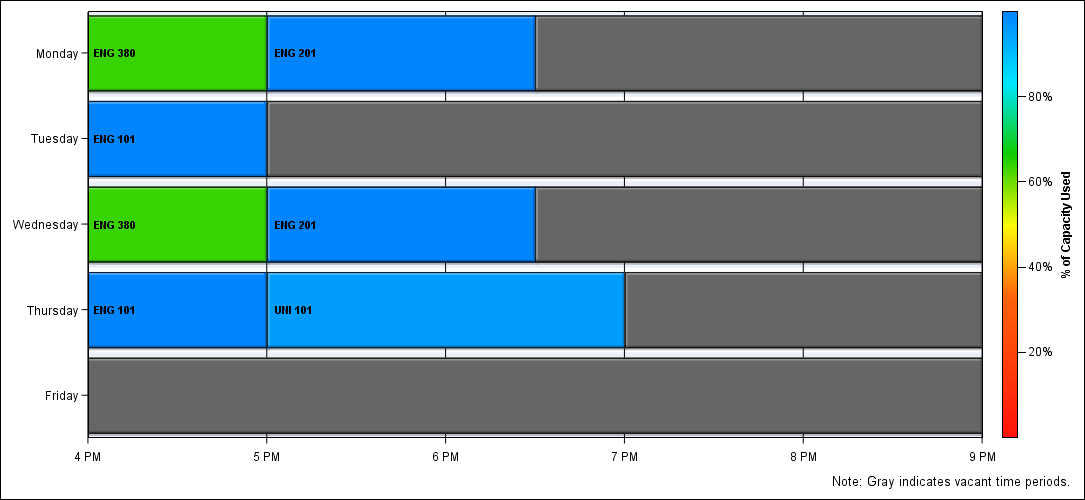 Monday
ENG 380
ENG 201
Tuesday
ENG 101
Wednesday
ENG 380
ENG 201
Thursday
ENG 101
UNI 101
Friday
4 PM
5 PM
6 PM
7 PM
8 PM
9 PM
80%
60%
40%
20%
% of Capacity Used
Note: Gray indicates vacant time periods.